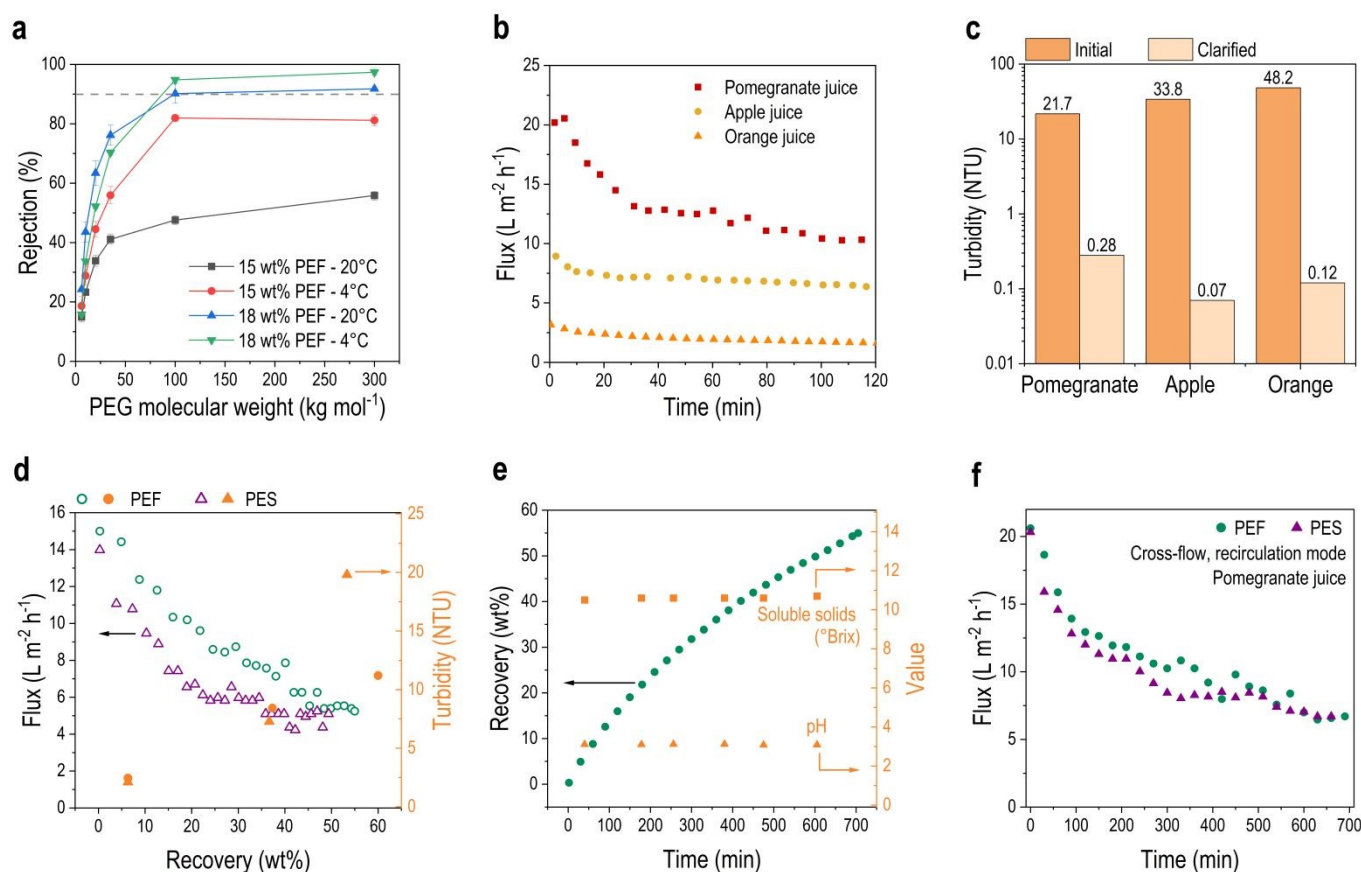 a
100
80
60
40
20
0
Rejection (%)
15 wt% PEF - 20°C
15 wt% PEF - 4°C
18 wt% PEF - 20°C
18 wt% PEF - 4°C
0 50 100 150 200 250 300
PEG molecular weight (kg mol⁻¹)
b
25
20
15
10
5
0
Flux (L m⁻² h⁻¹)
Pomegranate juice
Apple juice
Orange juice
0 20 40 60 80 100 120
Time (min)
c
Initial Clarified
100
10
1
0.1
0.01
Turbidity (NTU)
21.7 33.8 48.2
0.28 0.07 0.12
Pomegranate Apple Orange
d
PEF PES
16
14
12
10
8
6
4
2
0
Flux (L m⁻² h⁻¹)
25
20
15
10
5
0
Turbidity (NTU)
0 10 20 30 40 50 60
Recovery (wt%)
e
60
50
40
30
20
10
0
Recovery (wt%)
Soluble solids
(°Brix)
pH
14
12
10
8
6
4
2
0
Value
0 100 200 300 400 500 600 700
Time (min)
f
20
15
10
5
0
Flux (L m⁻² h⁻¹)
PEF PES
Cross-flow, recirculation mode
Pomegranate juice
0 100 200 300 400 500 600 700
Time (min)